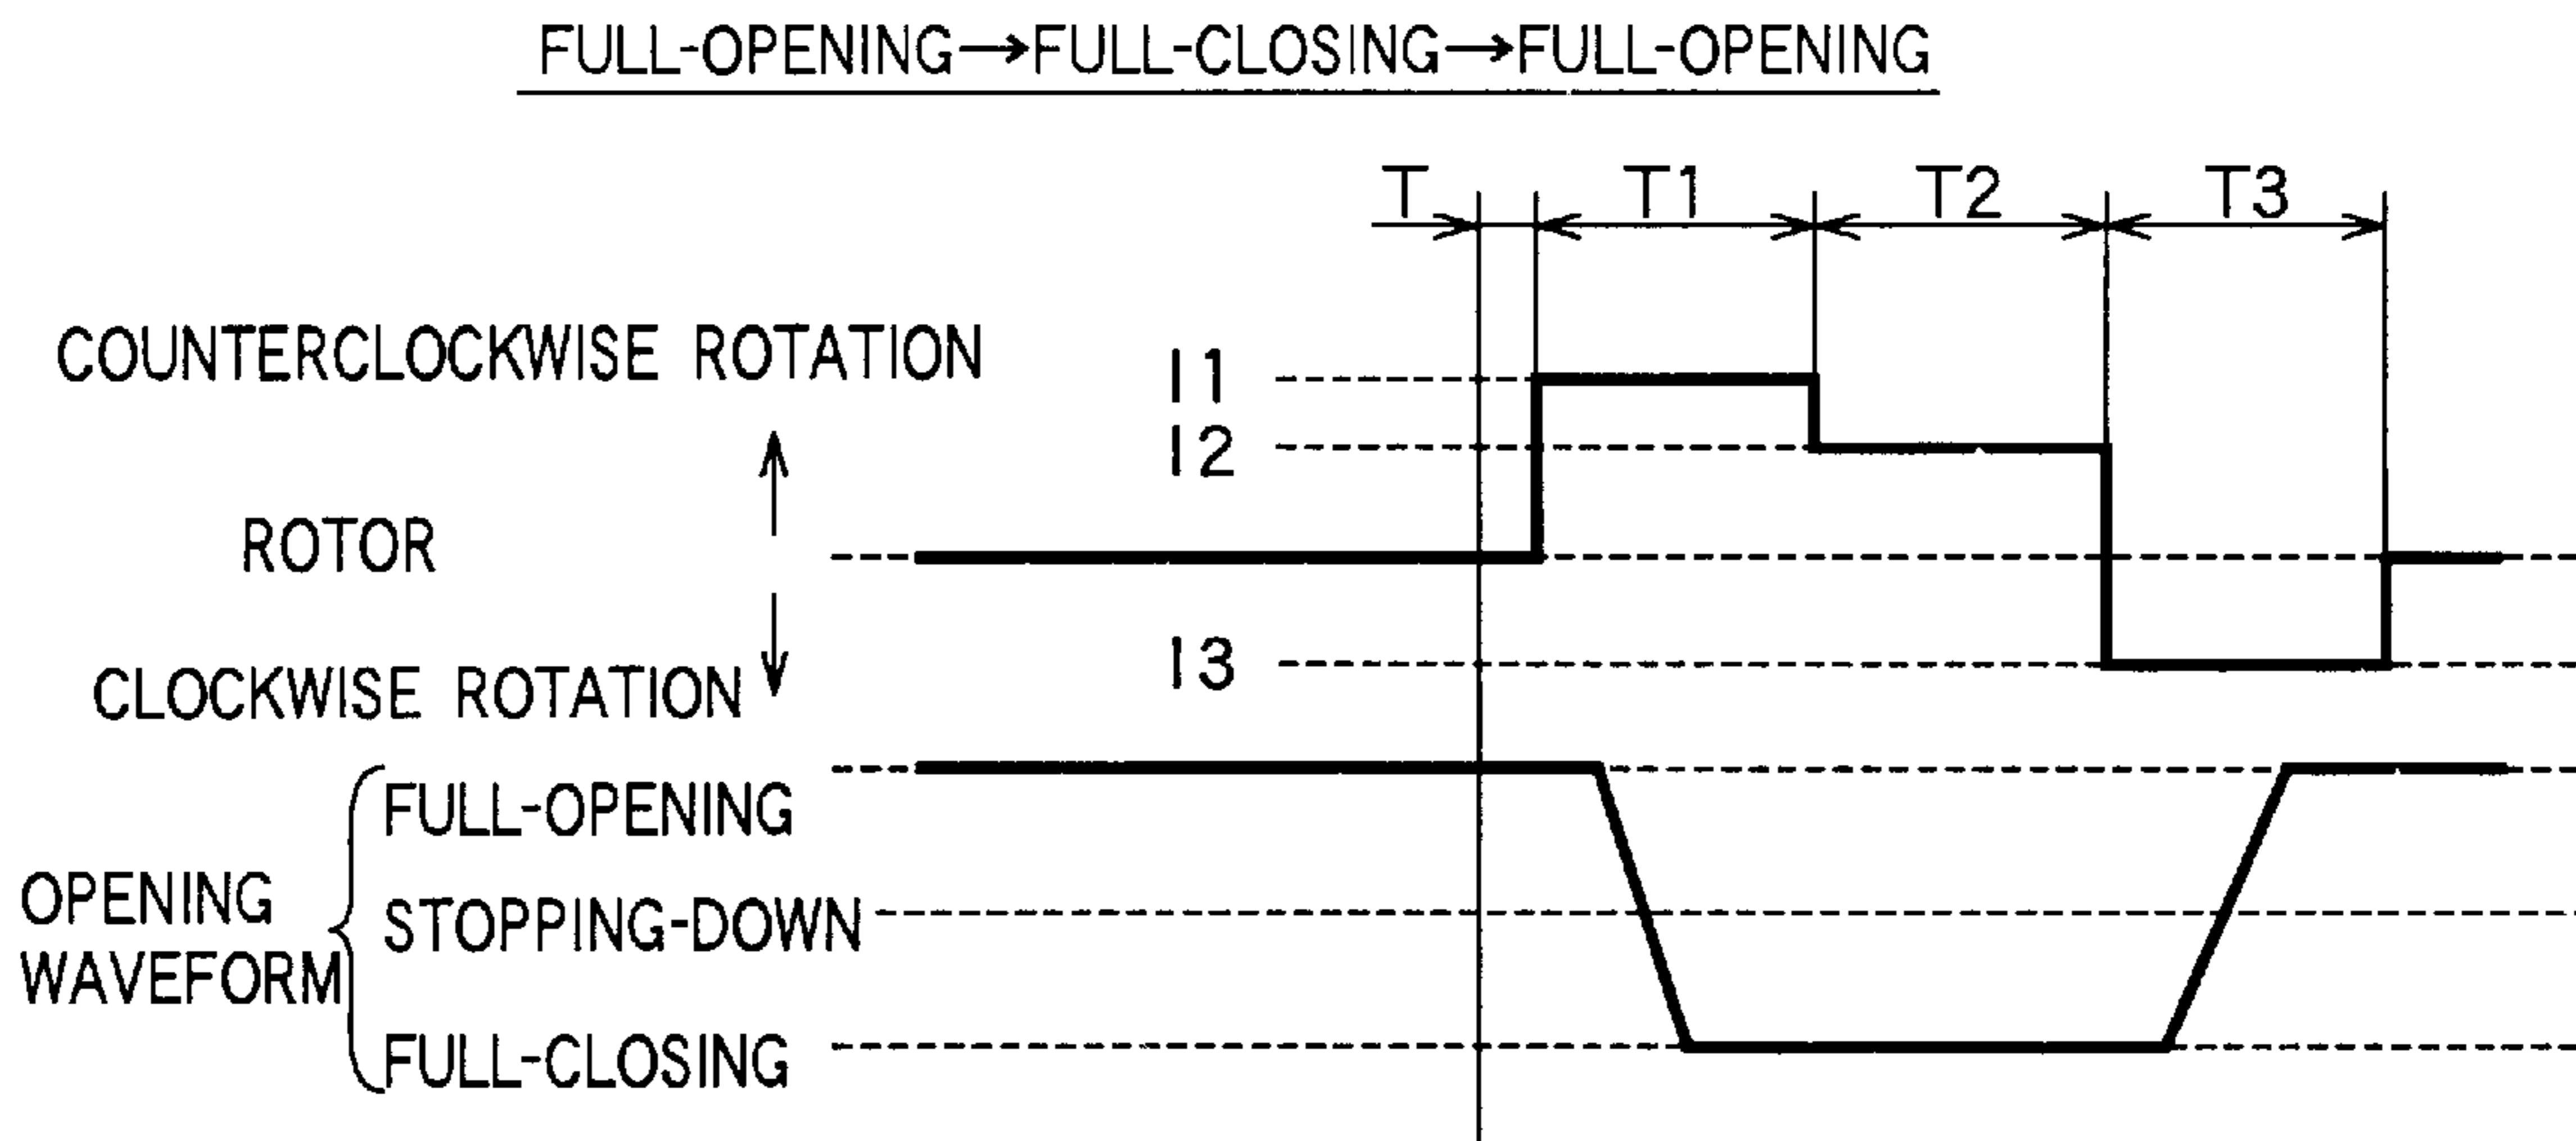 FULL-OPENING→FULL-CLOSING→FULL-OPENING
T T1 T2 T3
COUNTERCLOCKWISE ROTATION
I1
I2
ROTOR
I3
CLOCKWISE ROTATION
FULL-OPENING
OPENING
WAVEFORM
STOPPING-DOWN
FULL-CLOSING